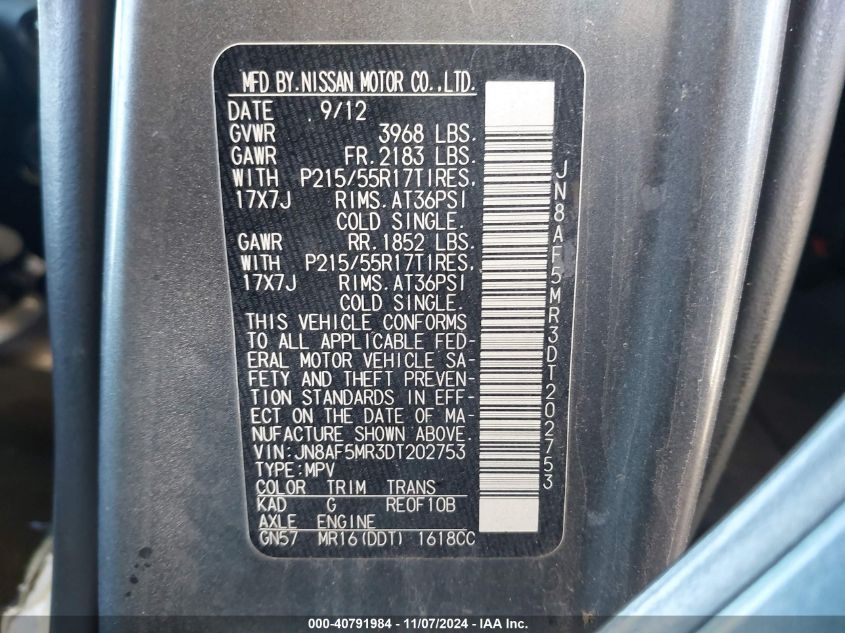 MFD BY.NISSAN MOTOR CO.,LTD.
DATE 9/12
GVWR 3968 LBS.
GAWR FR.2183 LBS.
WITH P215/55R17TIRES,
17X7J RIMS.AT36PSI
COLD SINGLE.
GAWR RR.1852 LBS.
WITH P215/55R17TIRES,
17X7J RIMS.AT36PSI
COLD SINGLE.
THIS VEHICLE CONFORMS
TO ALL APPLICABLE FED-
ERAL MOTOR VEHICLE SA-
FETY AND THEFT PREVEN-
TION STANDARDS IN EFF-
ECT ON THE DATE OF MA-
NUFACTURE SHOWN ABOVE.
VIN:JN8AF5MR3DT202753
TYPE:MPV
COLOR TRIM TRANS
KAD G RE0F10B
AXLE ENGINE
GN57 MR16(DDT) 1618CC
JN8AF5MR3DT202753
000-40791984 - 11/07/2024 - IAA Inc.